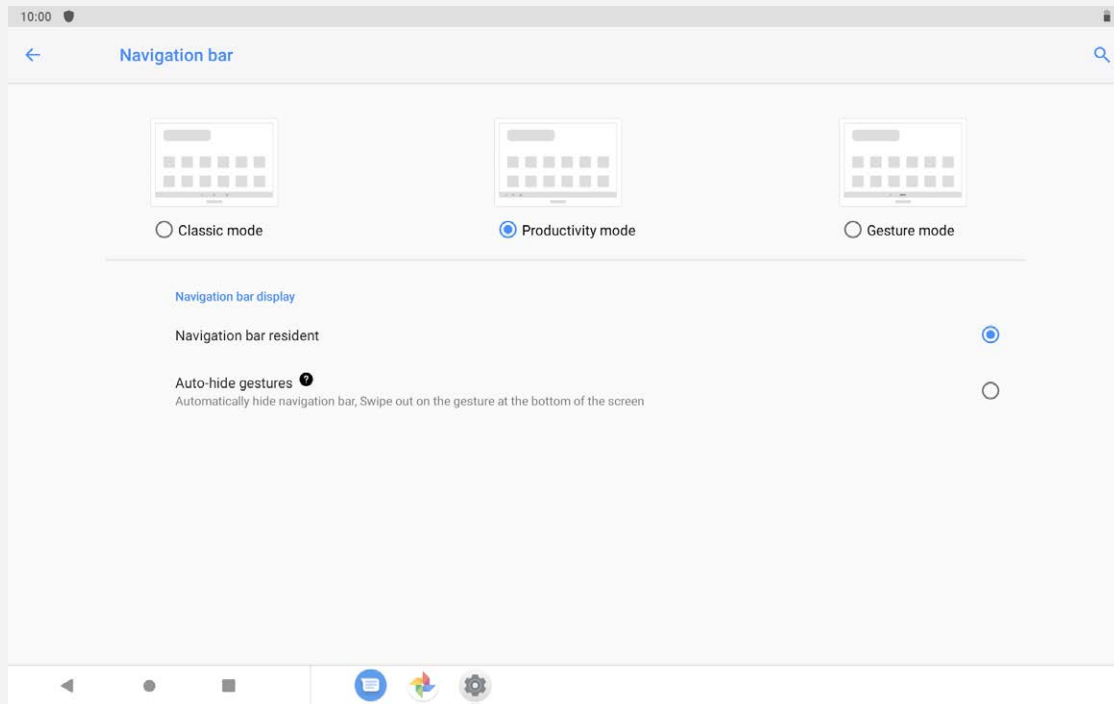 10:00
Navigation bar
Classic mode
Productivity mode
Gesture mode
Navigation bar display
Navigation bar resident
Auto-hide gestures ?
Automatically hide navigation bar, Swipe out on the gesture at the bottom of the screen